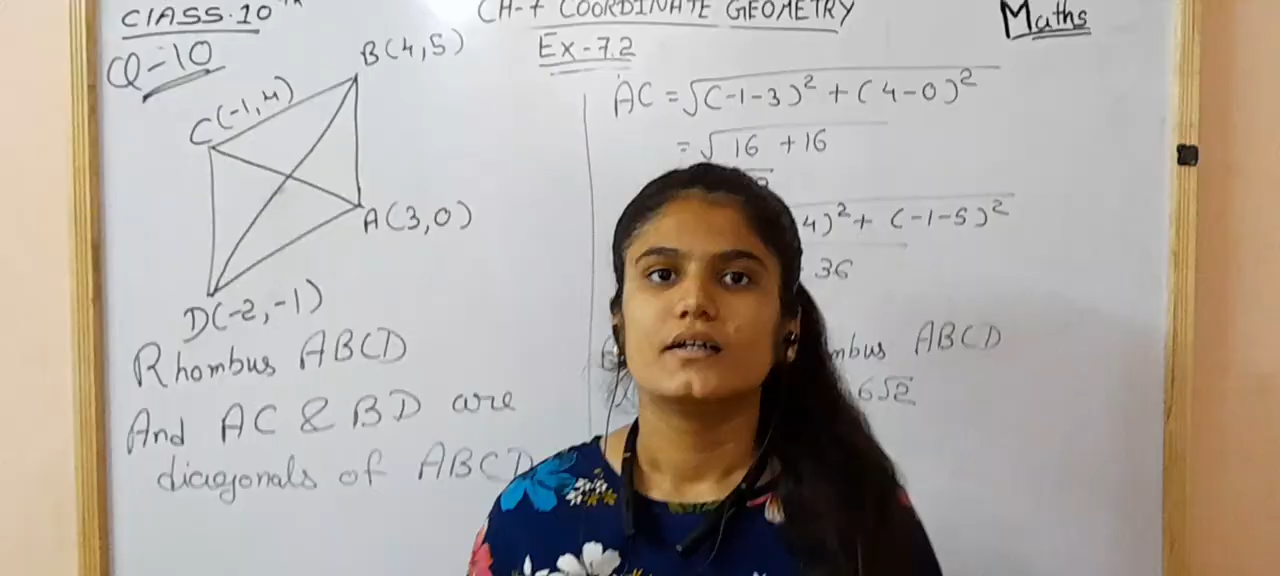 CLASS-10
CH-7 COORDINATE GEOMETRY
Maths
Q-10
Ex-7.2
B(4,5)
C(-1,4)
A(3,0)
D(-2,-1)
Rhombus ABCD
And AC & BD are
diagonals of ABCD
AC = √(-1-3)² + (4-0)²
= √16 + 16
4)² + (-1-5)²
36
ABCD
6√2